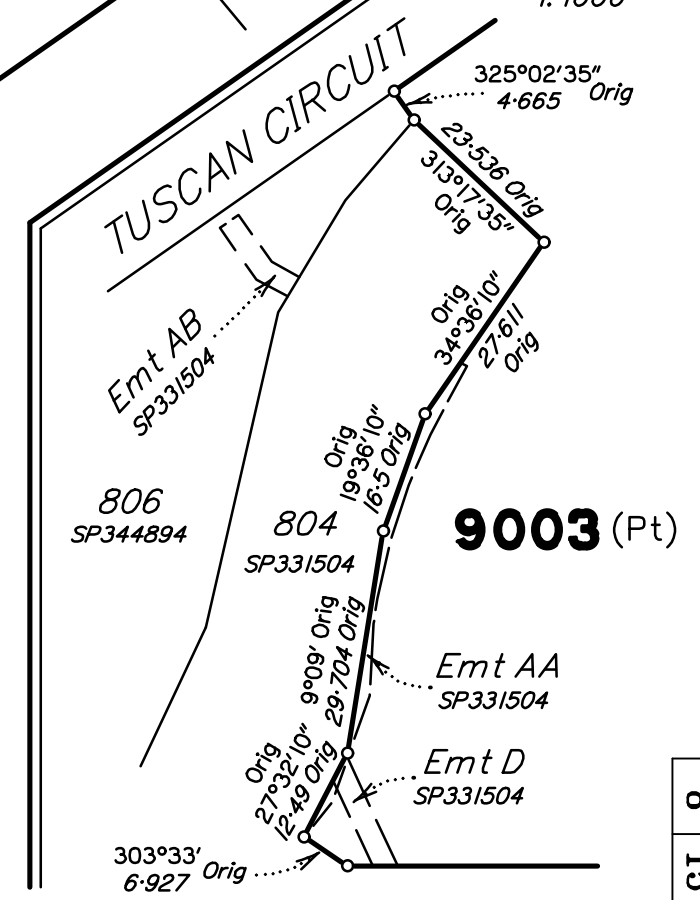 TUSCAN CIRCUIT
325°02'35"
4·665 Orig
23·536 Orig
313°17'35"
Orig
Orig
34°36'10"
27·611
Orig
Emt AB
SP331504
Orig
19°36'10"
16·5 Orig
806
SP344894
804
SP331504
9003 (Pt)
9°09' Orig
29·704 Orig
Emt AA
SP331504
Orig
27°32'10"
12·49 Orig
Emt D
SP331504
303°33'
6·927 Orig